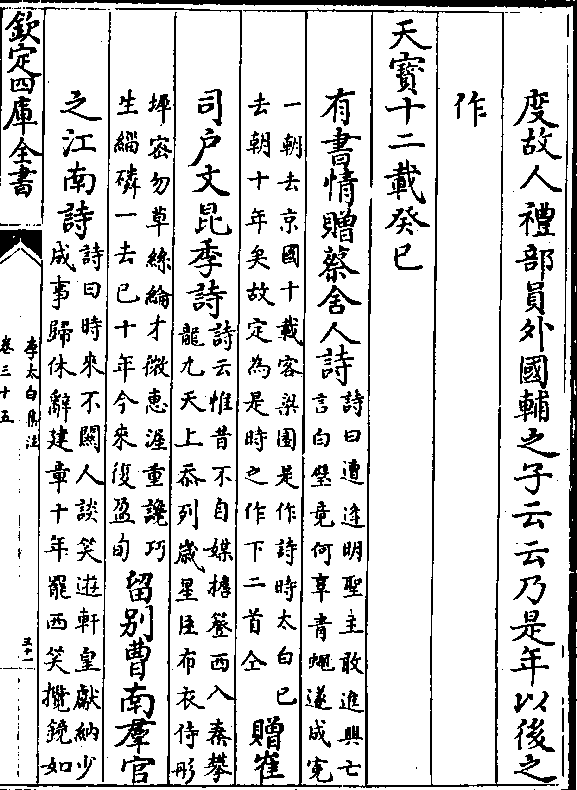 度故人禮部員外國輔之子云云乃是年以後之
作
天寶十二載癸巳
有書情贈蔡舍人詩詩曰遭逢明聖主敢進興亡
言白璧竟何辜青蠅遂成寃
一朝去京國十載客梁園是作詩時太白已
去朝十年矣故定為是時之作下二首仝贈崔
司户文昆季詩詩云惟昔不自媒擔簦西入秦攀
龍九天上忝列歲星臣布衣侍彤
墀密勿草絲綸才微惠渥重讒巧
生緇磷一去已十年今來復盈旬留别曹南羣官
之江南詩詩曰時來不關人談笑遊軒皇獻納少
成事歸休辭建章十年罷西笑攬鏡如
欽定四庫全書
李太白集注
卷三十五
五十一